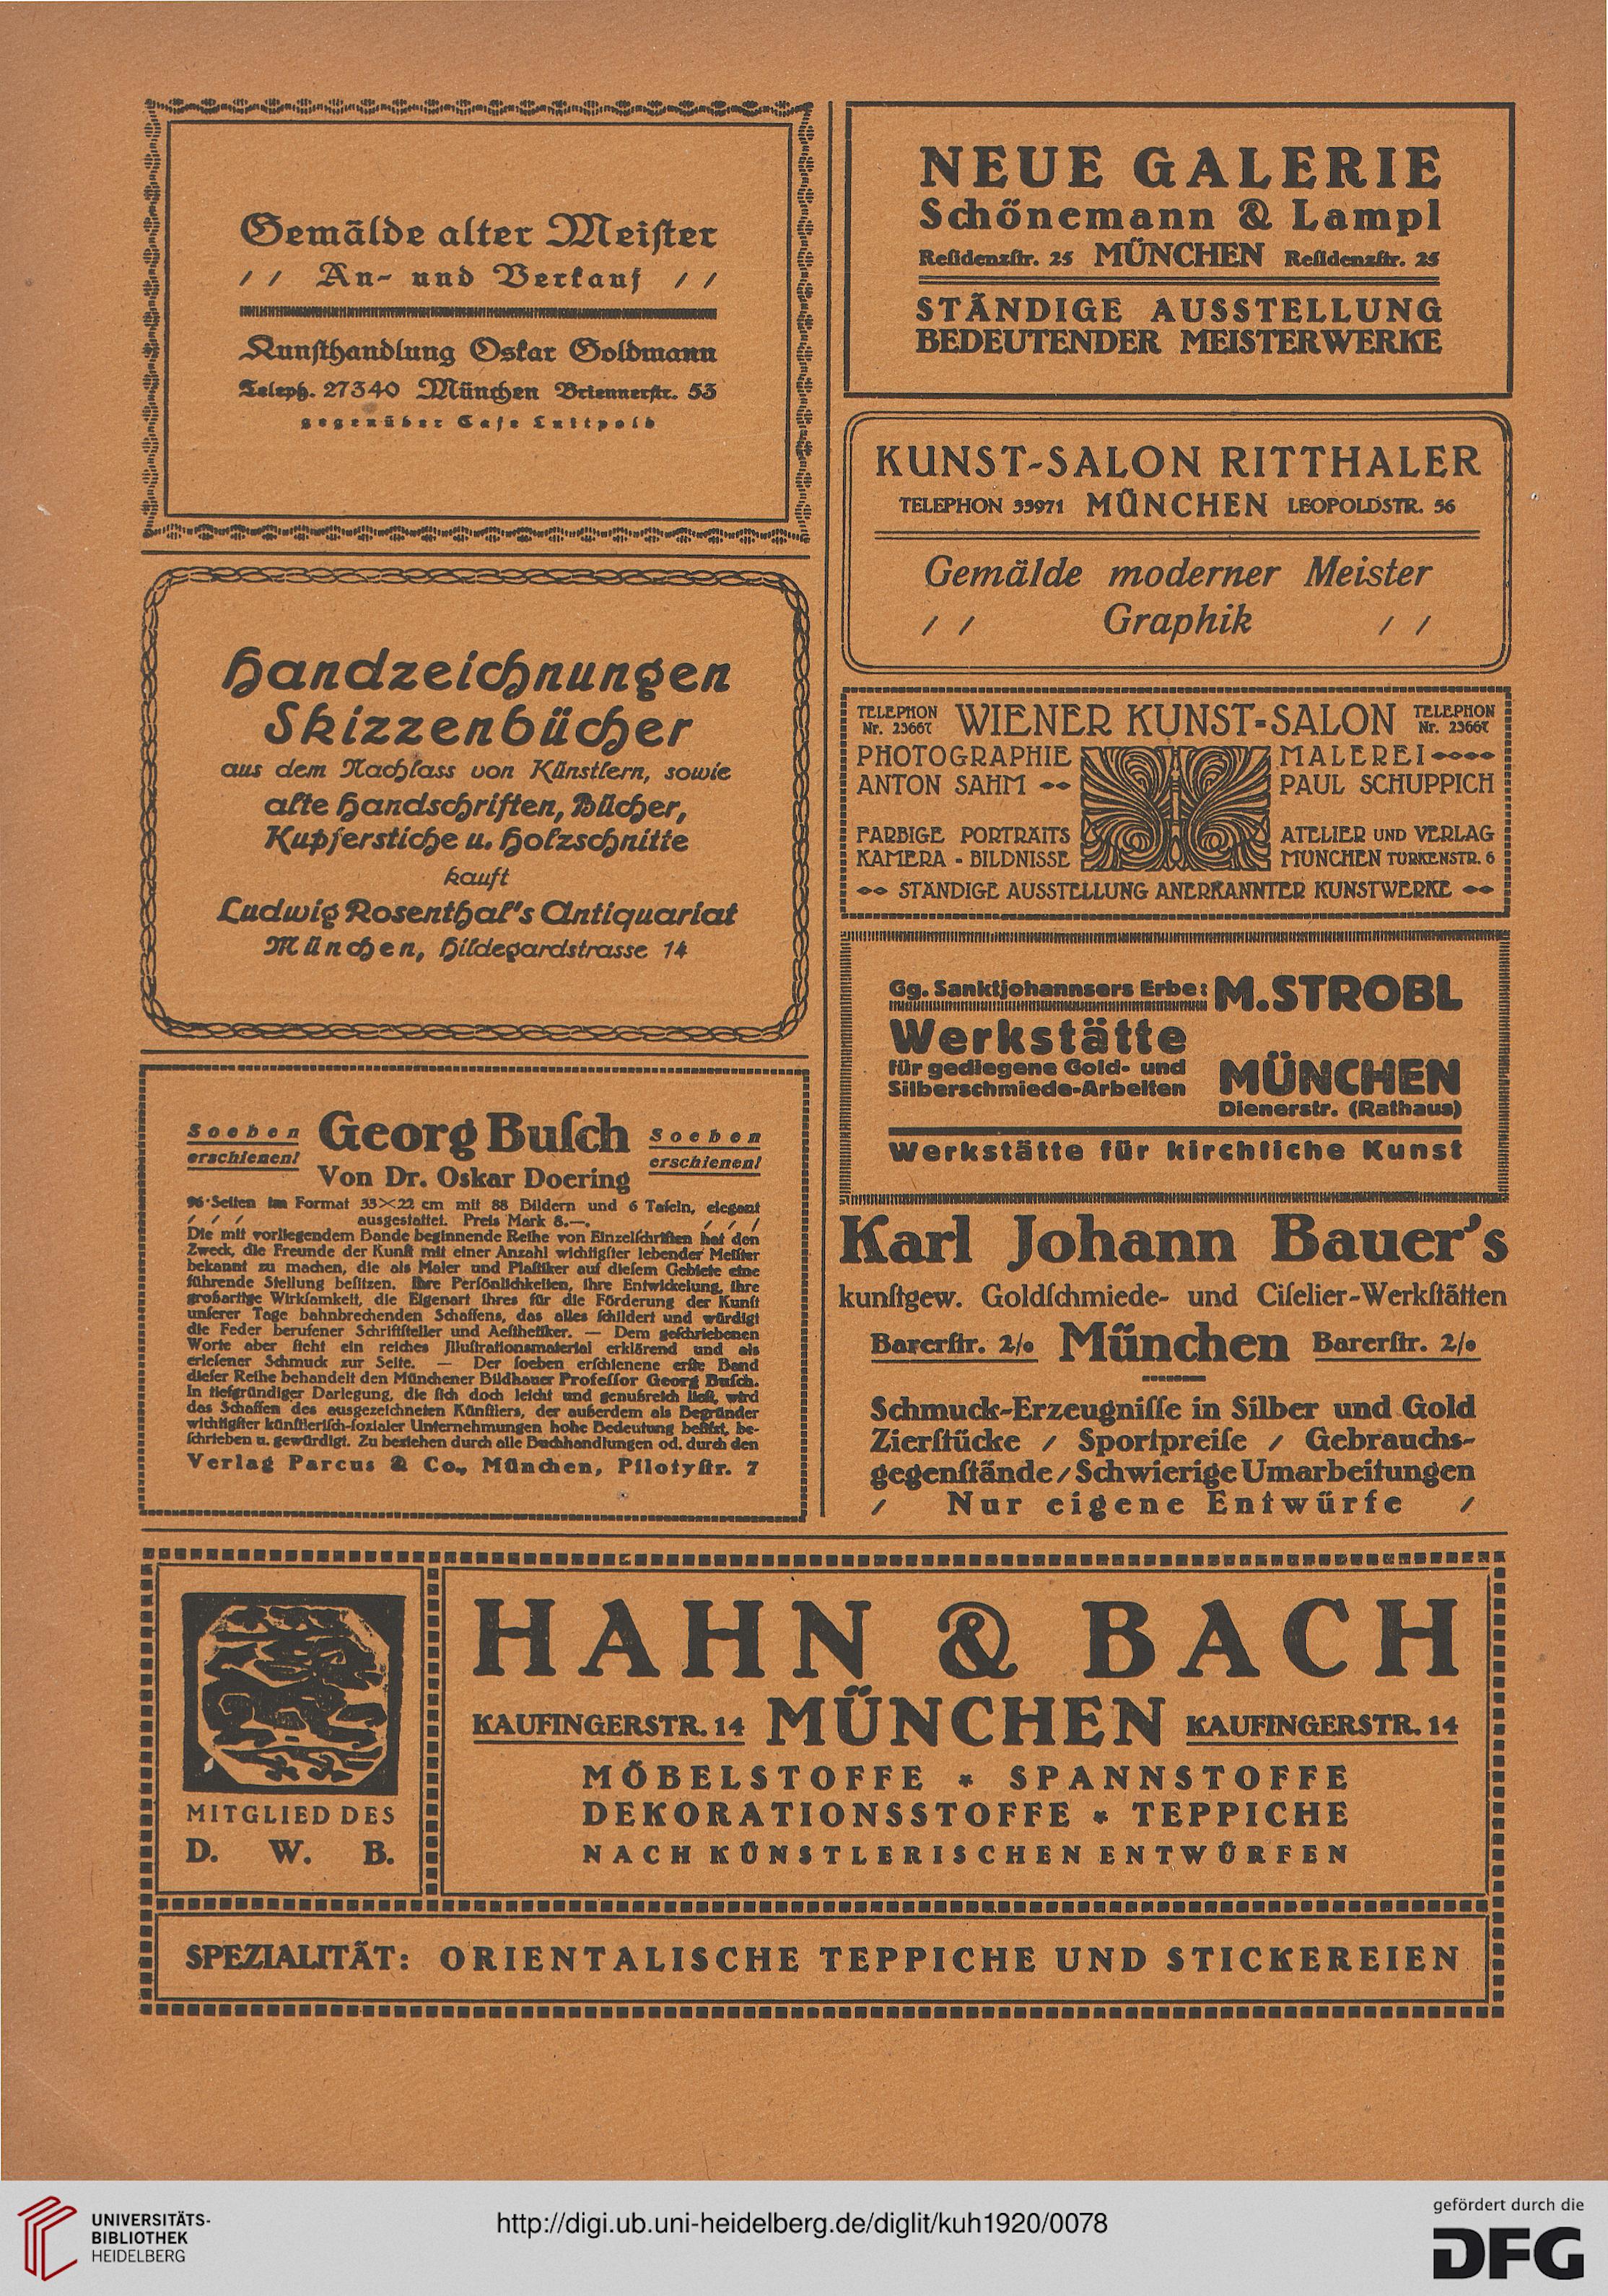 Gemälde alter Meiſter
/ / An- und Verkauf / /
Kunſthandlung Oskar Goldmann
Teleph. 27340 München Briennerſtr. 53
gegenüber Cafe Luitpold
Handzeichnungen
Skizzenbücher
aus dem Nachlass von Künstlern, sowie
alte Handschriften, Bücher,
Kupferstiche u. Holzschnitte
kauft
Ludwig Rosenthal's Antiquariat
München, Hildegardstrasse 14
Soeben erschienen! Georg Buſch Soeben erschienen!
Von Dr. Oskar Doering
96·Seiten im Format 33×22 cm mit 88 Bildern und 6 Tafeln, elegant
/ / / ausgestattet. Preis Mark 8.—. / / /
Die mit vorliegendem Bande beginnende Reihe von Einzelſchriften hat den
Zweck, die Freunde der Kunſt mit einer Anzahl wichtigſter lebender Meiſter
bekannt zu machen, die als Maler und Plaſtiker auf dieſem Gebiete eine
führende Stellung beſitzen. Ihre Perſönlichkeiten, ihre Entwickelung, ihre
großartige Wirkſamkeit, die Eigenart ihres für die Förderung der Kunſt
unſerer Tage bahnbrechenden Schaffens, das alles ſchildert und würdigt
die Feder berufener Schriftſteller und Aeſthetiker. — Dem geſchriebenen
Worte aber ſteht ein reiches Jlluſtrationsmaterial erklärend und als
erleſener Schmuck zur Seite. — Der ſoeben erſchienene erſte Band
dieſer Reihe behandelt den Münchener Bildhauer Profeſſor Georg Buſch.
In tiefgründiger Darlegung, die ſich doch leicht und genußreich lieſt, wird
das Schaffen des ausgezeichneten Künſtlers, der außerdem als Begründer
wichtigſter künſtleriſch-ſozialer Unternehmungen hohe Bedeutung beſitzt, be-
ſchrieben u. gewürdigt. Zu beziehen durch alle Buchhandlungen od. durch den
Verlag Parcus & Co., München, Pilotyſtr. 7
NEUE GALERIE
Schönemann & Lampl
Reſidenzſtr. 25 MÜNCHEN Reſidenzſtr. 25
STÄNDIGE AUSSTELLUNG
BEDEUTENDER MEISTERWERKE
KUNST-SALON RITTHALER
TELEPHON 33971 MÜNCHEN LEOPOLDSTR. 56
Gemälde moderner Meister
/ / Graphik / /
TELEPHON Nr. 23667 WIENER KUNST-SALON TELEPHON Nr. 23667
PHOTOGRAPHIE MALEREI
ANTON SAHM PAUL SCHUPPICH
FARBIGE PORTRAITS ATELIER UND VERLAG
KAMERA - BILDNISSE MÜNCHEN TÜRKENSTR. 6
STÄNDIGE AUSSTELLUNG ANERKANNTER KUNSTWERKE
Gg. Sanktjohannsers Erbe: M. STROBL
Werkstätte
für gediegene Gold- und
Silberschmiede-Arbeiten MÜNCHEN
Dienerstr. (Rathaus)
Werkstätte für kirchliche Kunst
Karl Johann Bauer's
kunſtgew. Goldſchmiede- und Ciſelier-Werkſtätten
Barerſtr. 2/0 München Barerſtr. 2/0
Schmuck-Erzeugniſſe in Silber und Gold
Zierſtücke / Sportpreiſe / Gebrauchs-
gegenſtände / Schwierige Umarbeitungen
/ Nur eigene Entwürfe /
HAHN & BACH
KAUFINGERSTR. 14 MÜNCHEN KAUFINGERSTR. 14
MÖBELSTOFFE * SPANNSTOFFE
DEKORATIONSSTOFFE * TEPPICHE
NACH KÜNSTLERISCHEN ENTWÜRFEN
MITGLIED DES
D. W. B.
SPEZIALITÄT: ORIENTALISCHE TEPPICHE UND STICKEREIEN
UNIVERSITÄTS-
BIBLIOTHEK
HEIDELBERG
http://digi.ub.uni-heidelberg.de/diglit/kuh1920/0078
gefördert durch die
DFG